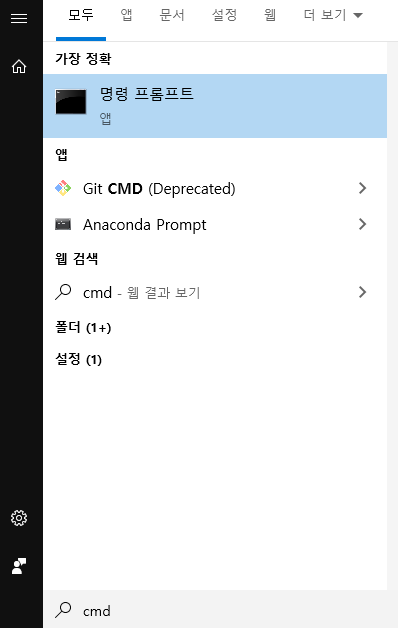 모두 앱 문서 설정 웹 더 보기
가장 정확
명령 프롬프트
앱
앱
Git CMD (Deprecated)
Anaconda Prompt
웹 검색
cmd - 웹 결과 보기
폴더 (1+)
설정 (1)
cmd